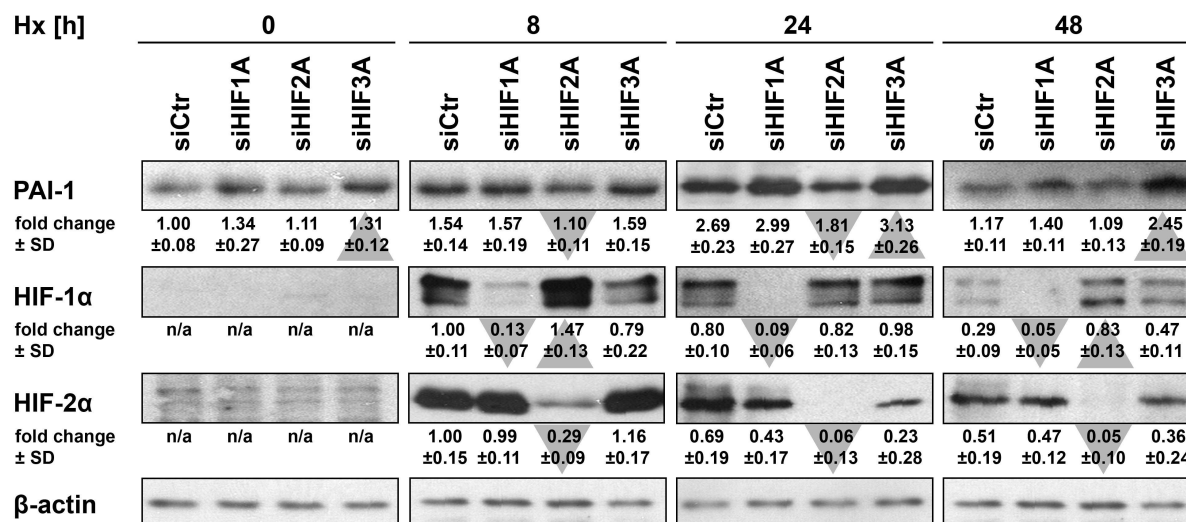 Hx [h] 0 8 24 48
siCtr siHIF1A siHIF2A siHIF3A siCtr siHIF1A siHIF2A siHIF3A siCtr siHIF1A siHIF2A siHIF3A siCtr siHIF1A siHIF2A siHIF3A
PAI-1
fold change 1.00 1.34 1.11 1.31 1.54 1.57 1.10 1.59 2.69 2.99 1.81 3.13 1.17 1.40 1.09 2.45
± SD ±0.08 ±0.27 ±0.09 ±0.12 ±0.14 ±0.19 ±0.11 ±0.15 ±0.23 ±0.27 ±0.15 ±0.26 ±0.11 ±0.11 ±0.13 ±0.19
HIF-1α
fold change n/a n/a n/a n/a 1.00 0.13 1.47 0.79 0.80 0.09 0.82 0.98 0.29 0.05 0.83 0.47
± SD ±0.11 ±0.07 ±0.13 ±0.22 ±0.10 ±0.06 ±0.13 ±0.15 ±0.09 ±0.05 ±0.13 ±0.11
HIF-2α
fold change n/a n/a n/a n/a 1.00 0.99 0.29 1.16 0.69 0.43 0.06 0.23 0.51 0.47 0.05 0.36
± SD ±0.15 ±0.11 ±0.09 ±0.17 ±0.19 ±0.17 ±0.13 ±0.28 ±0.19 ±0.12 ±0.10 ±0.24
β-actin